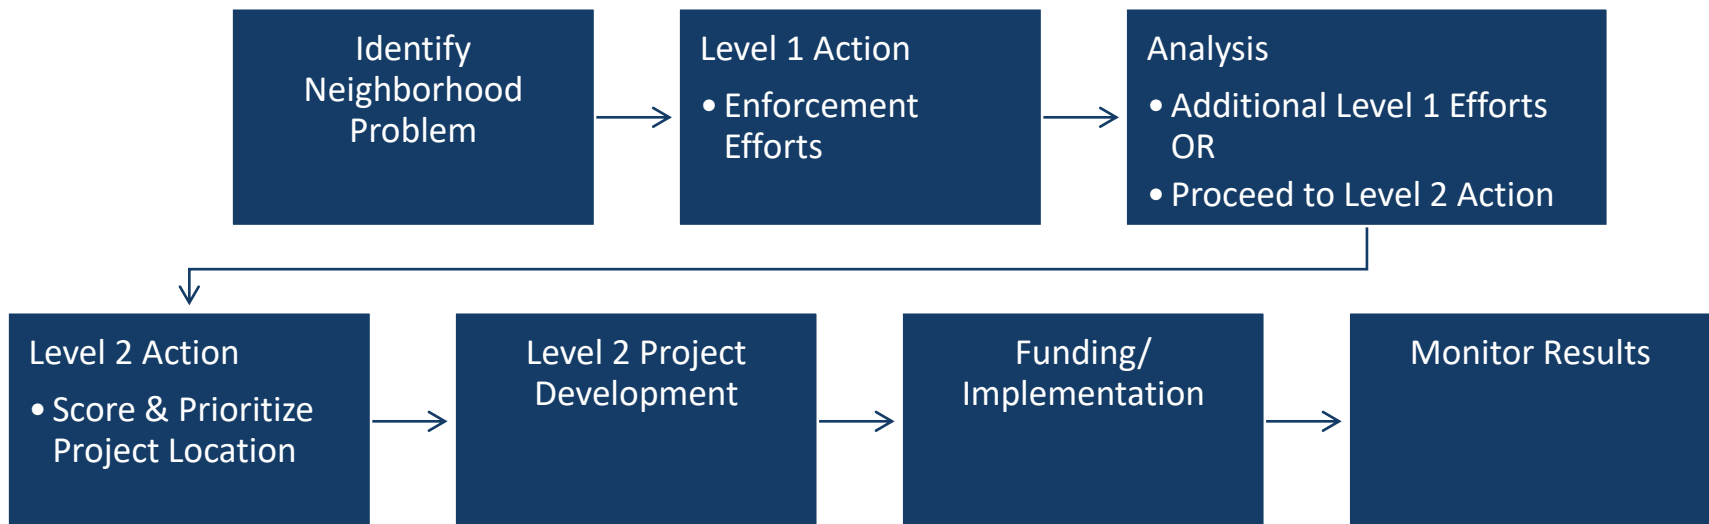 Identify
Neighborhood
Problem
Level 1 Action
• Enforcement
Efforts
Analysis
• Additional Level 1 Efforts
OR
• Proceed to Level 2 Action
Level 2 Action
• Score & Prioritize
Project Location
Level 2 Project
Development
Funding/
Implementation
Monitor Results